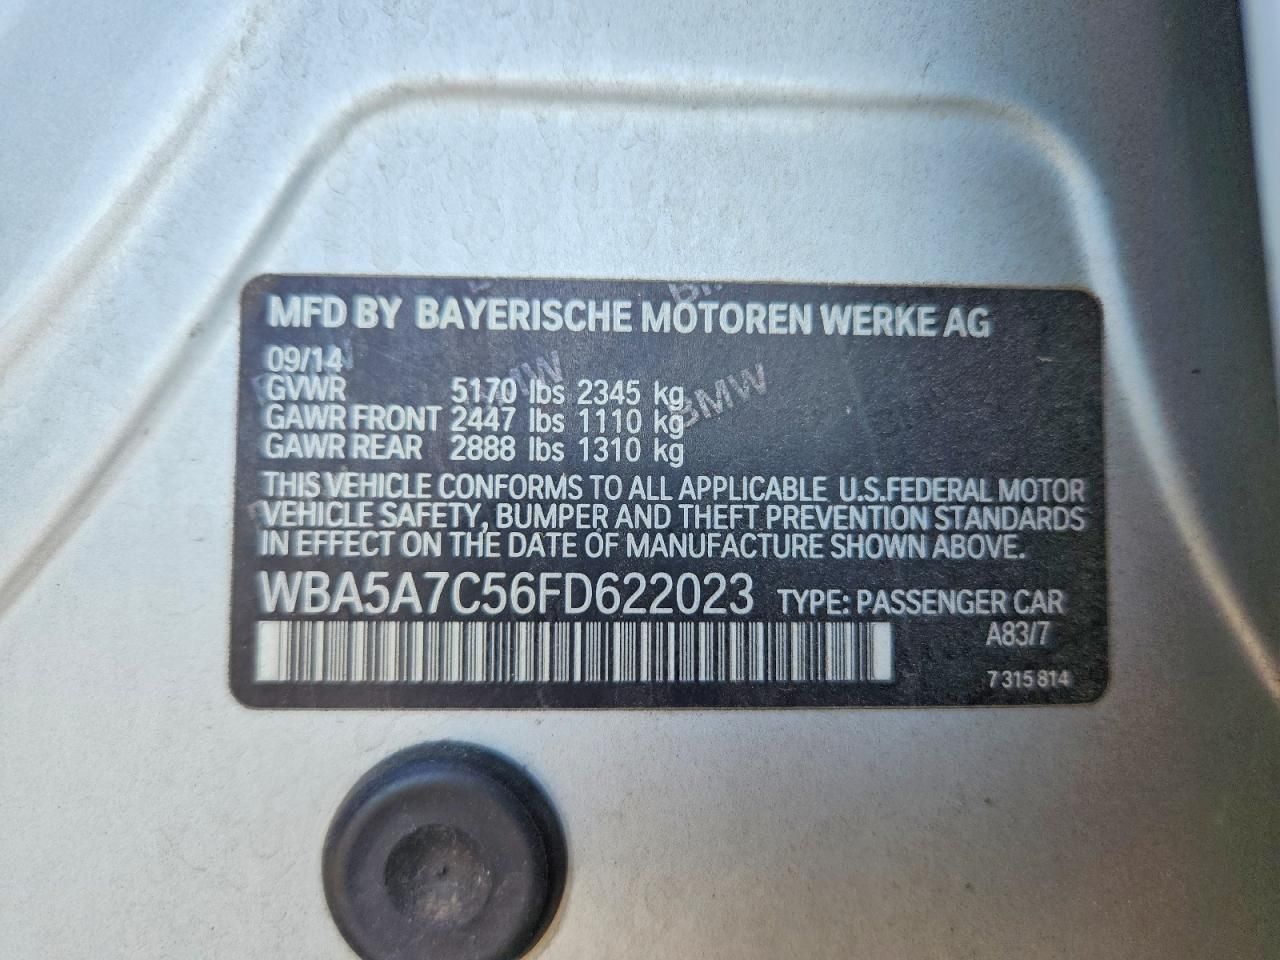 MFD BY BAYERISCHE MOTOREN WERKE AG
09/14
GVWR 5170 lbs 2345 kg
GAWR FRONT 2447 lbs 1110 kg
GAWR REAR 2888 lbs 1310 kg
THIS VEHICLE CONFORMS TO ALL APPLICABLE U.S.FEDERAL MOTOR
VEHICLE SAFETY, BUMPER AND THEFT PREVENTION STANDARDS
IN EFFECT ON THE DATE OF MANUFACTURE SHOWN ABOVE.
WBA5A7C56FD622023 TYPE: PASSENGER CAR
A83/7
7 315 814
BMW
BMW